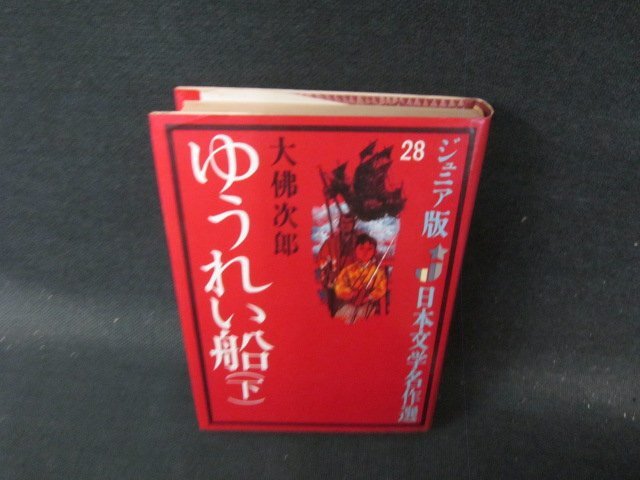 28
ジュニア版
日本文学名作選
大佛次郎
ゆうれい船(下)